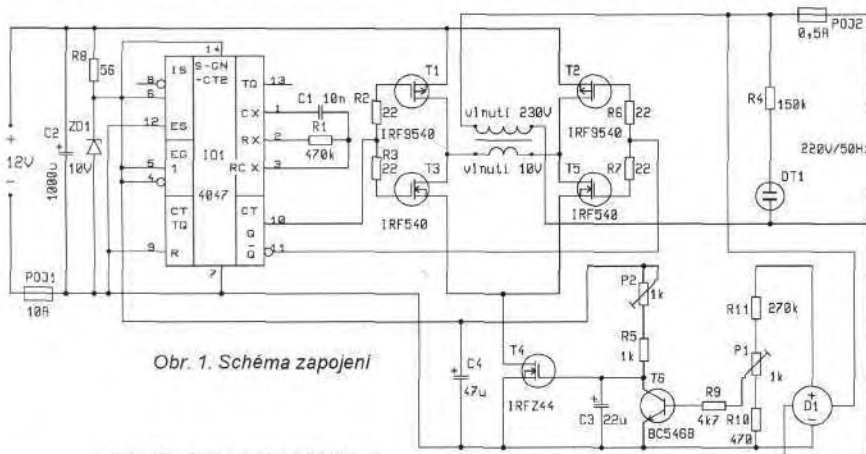 POJ2
0,5A
R8
56
14
S-GN
-CT2
8
IS
6
TQ
13
C1 10n
CX
1
R1
RX
2
470k
RC X
3
12
ES
C2
1000u
ZD1
10V
+
12V
-
IO1
4047
5
EG
1
4
CT
TQ
CT
Q
10
9
R
Q
11
7
POJ1
10A
T1
R2
22
IRF9540
R3
22
T3
IRF540
vinutí 230V
vinutí 10V
T2
R6
22
IRF9540
R7
22
T5
IRF540
R4
150k
220V/50Hz
DT1
P2
1k
R5
1k
R11
270k
P1
1k
Obr. 1. Schéma zapojení
C4
47u
T4
IRFZ44
C3
22u
T6
BC546B
R9
4k7
R10
470
D1
+
-